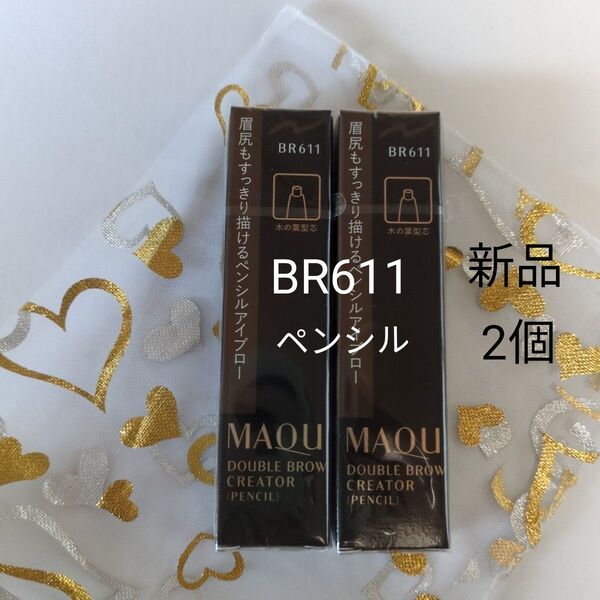 BR611
木の葉型芯
眉尻もすっきり描けるペンシルアイブロー
MAQU
DOUBLE BROW
CREATOR
[PENCIL]
BR611
木の葉型芯
眉尻もすっきり描けるペンシルアイブロー
MAQU
DOUBLE BROW
CREATOR
[PENCIL]
BR611
ペンシル
新品
2個